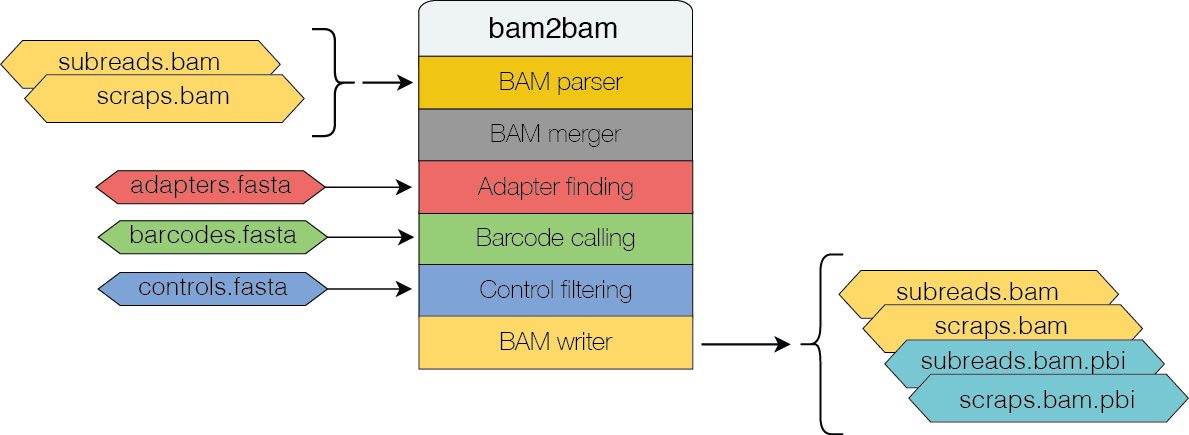 bam2bam
subreads.bam
scraps.bam
BAM parser
BAM merger
adapters.fasta
Adapter finding
barcodes.fasta
Barcode calling
controls.fasta
Control filtering
BAM writer
subreads.bam
scraps.bam
subreads.bam.pbi
scraps.bam.pbi